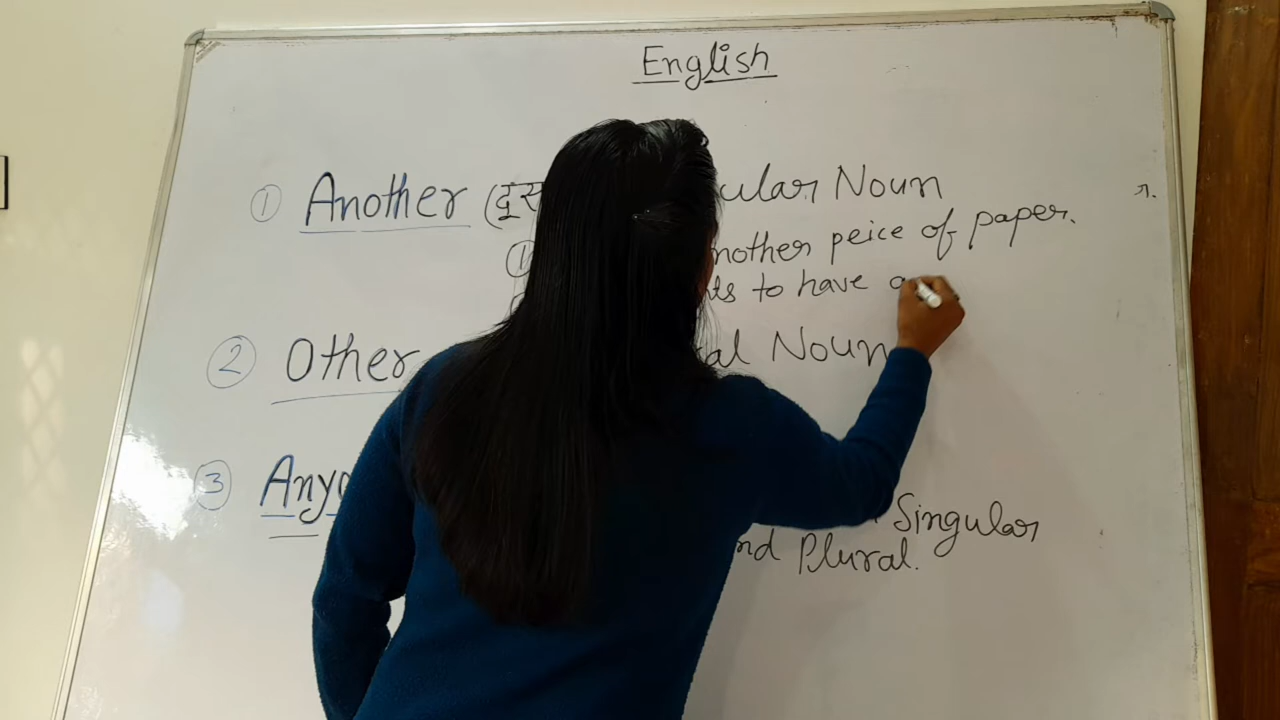 English
① Another (दूस ular Noun
① nother peice of paper.
ts to have a
② Other al Noun
③ Any Singular
nd Plural.